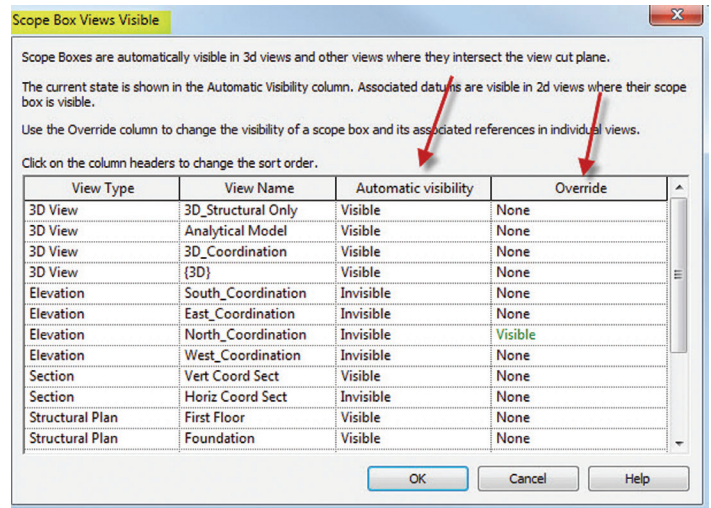 Scope Box Views Visible
Scope Boxes are automatically visible in 3d views and other views where they intersect the view cut plane.
The current state is shown in the Automatic Visibility column. Associated datums are visible in 2d views where their scope
box is visible.
Use the Override column to change the visibility of a scope box and its associated references in individual views.
Click on the column headers to change the sort order.
View Type View Name Automatic visibility Override
3D View 3D_Structural Only Visible None
3D View Analytical Model Visible None
3D View 3D_Coordination Visible None
3D View {3D} Visible None
Elevation South_Coordination Invisible None
Elevation East_Coordination Invisible None
Elevation North_Coordination Invisible Visible
Elevation West_Coordination Invisible None
Section Vert Coord Sect Visible None
Section Horiz Coord Sect Invisible None
Structural Plan First Floor Visible None
Structural Plan Foundation Visible None
OK Cancel Help